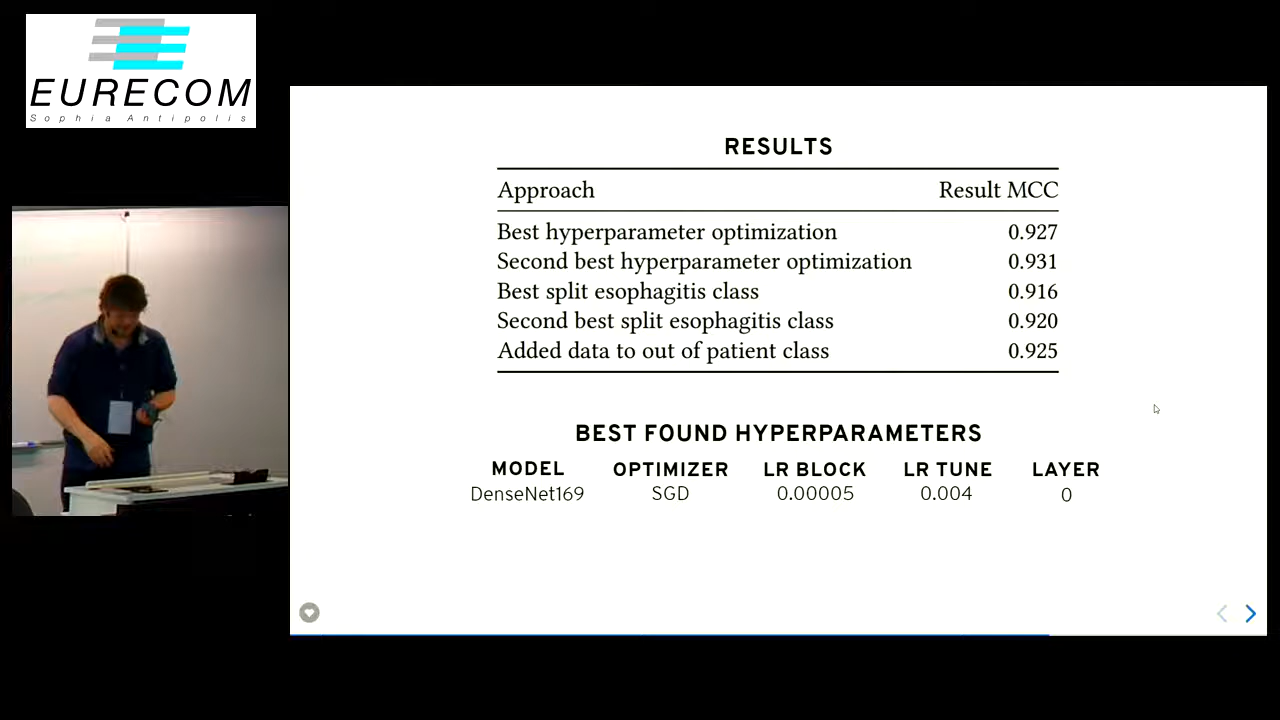 EURECOM
Sophia Antipolis
RESULTS
Approach Result MCC
Best hyperparameter optimization 0.927
Second best hyperparameter optimization 0.931
Best split esophagitis class 0.916
Second best split esophagitis class 0.920
Added data to out of patient class 0.925
BEST FOUND HYPERPARAMETERS
MODEL OPTIMIZER LR BLOCK LR TUNE LAYER
DenseNet169 SGD 0.00005 0.004 0